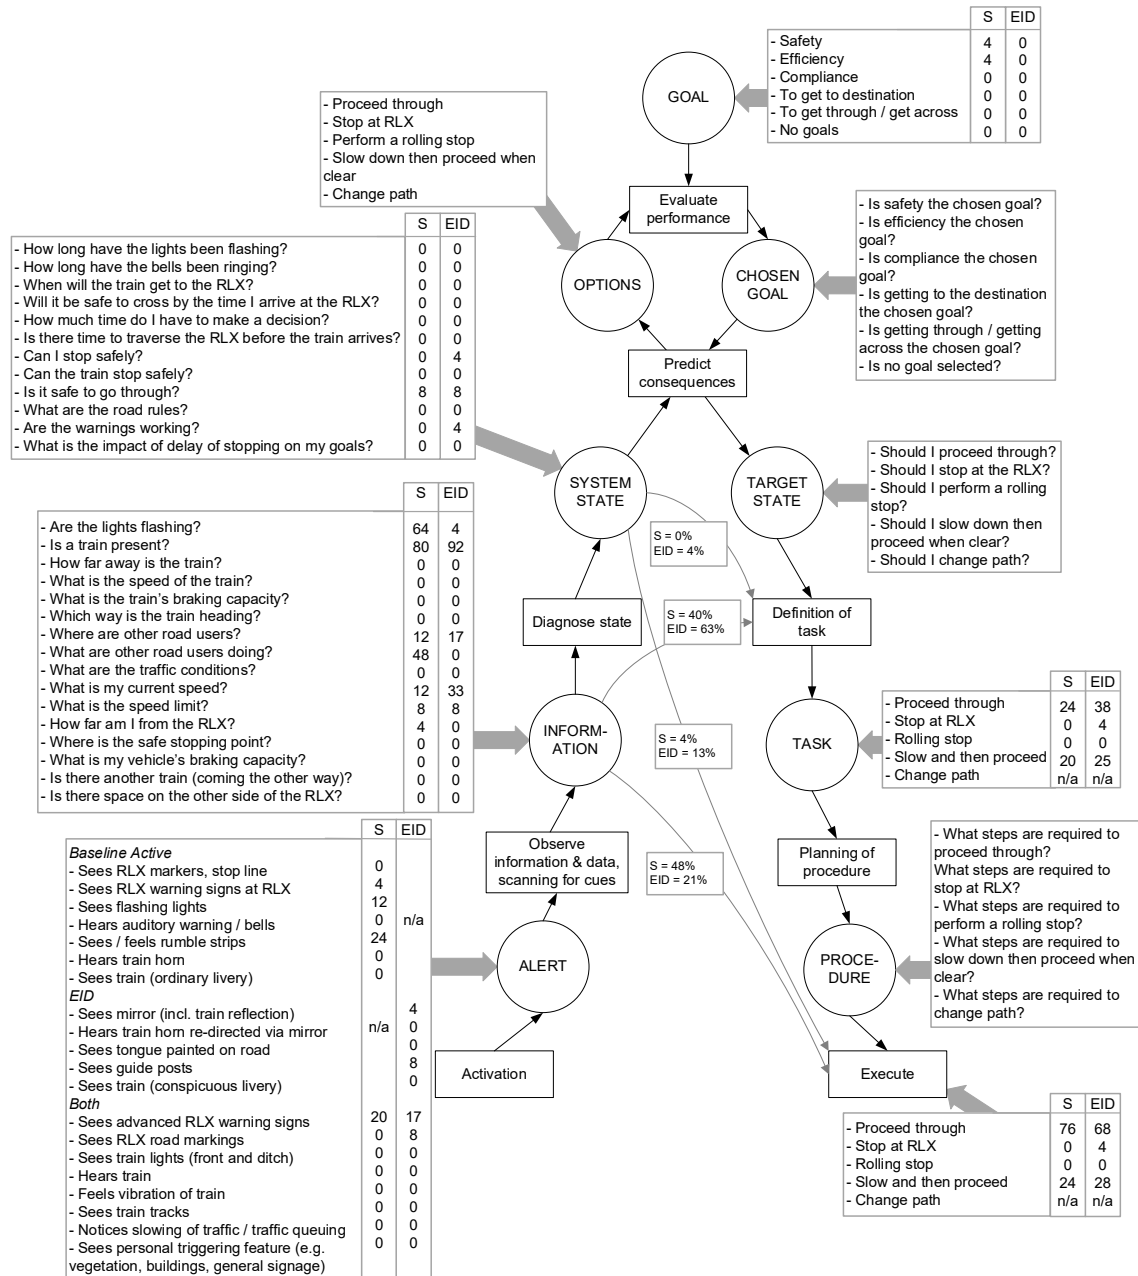 S EID
- Safety 4 0
- Efficiency 4 0
- Compliance 0 0
- To get to destination 0 0
- To get through / get across 0 0
- No goals 0 0
GOAL
- Proceed through
- Stop at RLX
- Perform a rolling stop
- Slow down then proceed when
clear
- Change path
Evaluate
performance
- Is safety the chosen goal?
- Is efficiency the chosen
goal?
- Is compliance the chosen
goal?
- Is getting to the destination
the chosen goal?
- Is getting through / getting
across the chosen goal?
- Is no goal selected?
OPTIONS
CHOSEN
GOAL
S EID
- How long have the lights been flashing? 0 0
- How long have the bells been ringing? 0 0
- When will the train get to the RLX? 0 0
- Will it be safe to cross by the time I arrive at the RLX? 0 0
- How much time do I have to make a decision? 0 0
- Is there time to traverse the RLX before the train arrives? 0 0
- Can I stop safely? 0 4
- Can the train stop safely? 0 0
- Is it safe to go through? 8 8
- What are the road rules? 0 0
- Are the warnings working? 0 4
- What is the impact of delay of stopping on my goals? 0 0
Predict
consequences
SYSTEM
STATE
TARGET
STATE
- Should I proceed through?
- Should I stop at the RLX?
- Should I perform a rolling
stop?
- Should I slow down then
proceed when clear?
- Should I change path?
S = 0%
EID = 4%
S EID
- Are the lights flashing? 64 4
- Is a train present? 80 92
- How far away is the train? 0 0
- What is the speed of the train? 0 0
- What is the train's braking capacity? 0 0
- Which way is the train heading? 0 0
- Where are other road users? 12 17
- What are other road users doing? 48 0
- What are the traffic conditions? 0 0
- What is my current speed? 12 33
- What is the speed limit? 8 8
- How far am I from the RLX? 4 0
- Where is the safe stopping point? 0 0
- What is my vehicle's braking capacity? 0 0
- Is there another train (coming the other way)? 0 0
- Is there space on the other side of the RLX? 0 0
Diagnose state
S = 40%
EID = 63%
Definition of
task
INFORM-
ATION
S = 4%
EID = 13%
TASK
S EID
- Proceed through 24 38
- Stop at RLX 0 4
- Rolling stop 0 0
- Slow and then proceed 20 25
- Change path n/a n/a
Observe
information & data,
scanning for cues
S = 48%
EID = 21%
Planning of
procedure
- What steps are required to
proceed through?
What steps are required to
stop at RLX?
- What steps are required to
perform a rolling stop?
- What steps are required to
slow down then proceed when
clear?
- What steps are required to
change path?
S EID
Baseline Active
- Sees RLX markers, stop line 0
- Sees RLX warning signs at RLX 4
- Sees flashing lights 12
- Hears auditory warning / bells 0 n/a
- Sees / feels rumble strips 24
- Hears train horn 0
- Sees train (ordinary livery) 0
EID
- Sees mirror (incl. train reflection) 4
- Hears train horn re-directed via mirror n/a 0
- Sees tongue painted on road 0
- Sees guide posts 8
- Sees train (conspicuous livery) 0
Both
- Sees advanced RLX warning signs 20 17
- Sees RLX road markings 0 8
- Sees train lights (front and ditch) 0 0
- Hears train 0 0
- Feels vibration of train 0 0
- Sees train tracks 0 0
- Notices slowing of traffic / traffic queuing 0 0
- Sees personal triggering feature (e.g. 0 0
vegetation, buildings, general signage)
ALERT
PROCE-
DURE
Activation
Execute
S EID
- Proceed through 76 68
- Stop at RLX 0 4
- Rolling stop 0 0
- Slow and then proceed 24 28
- Change path n/a n/a